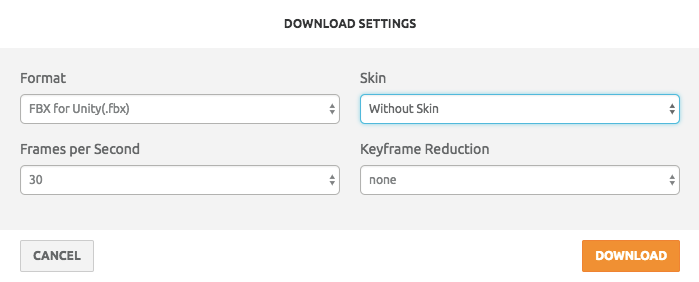 DOWNLOAD SETTINGS
Format
Skin
FBX for Unity(.fbx)
Without Skin
Frames per Second
Keyframe Reduction
30
none
CANCEL
DOWNLOAD